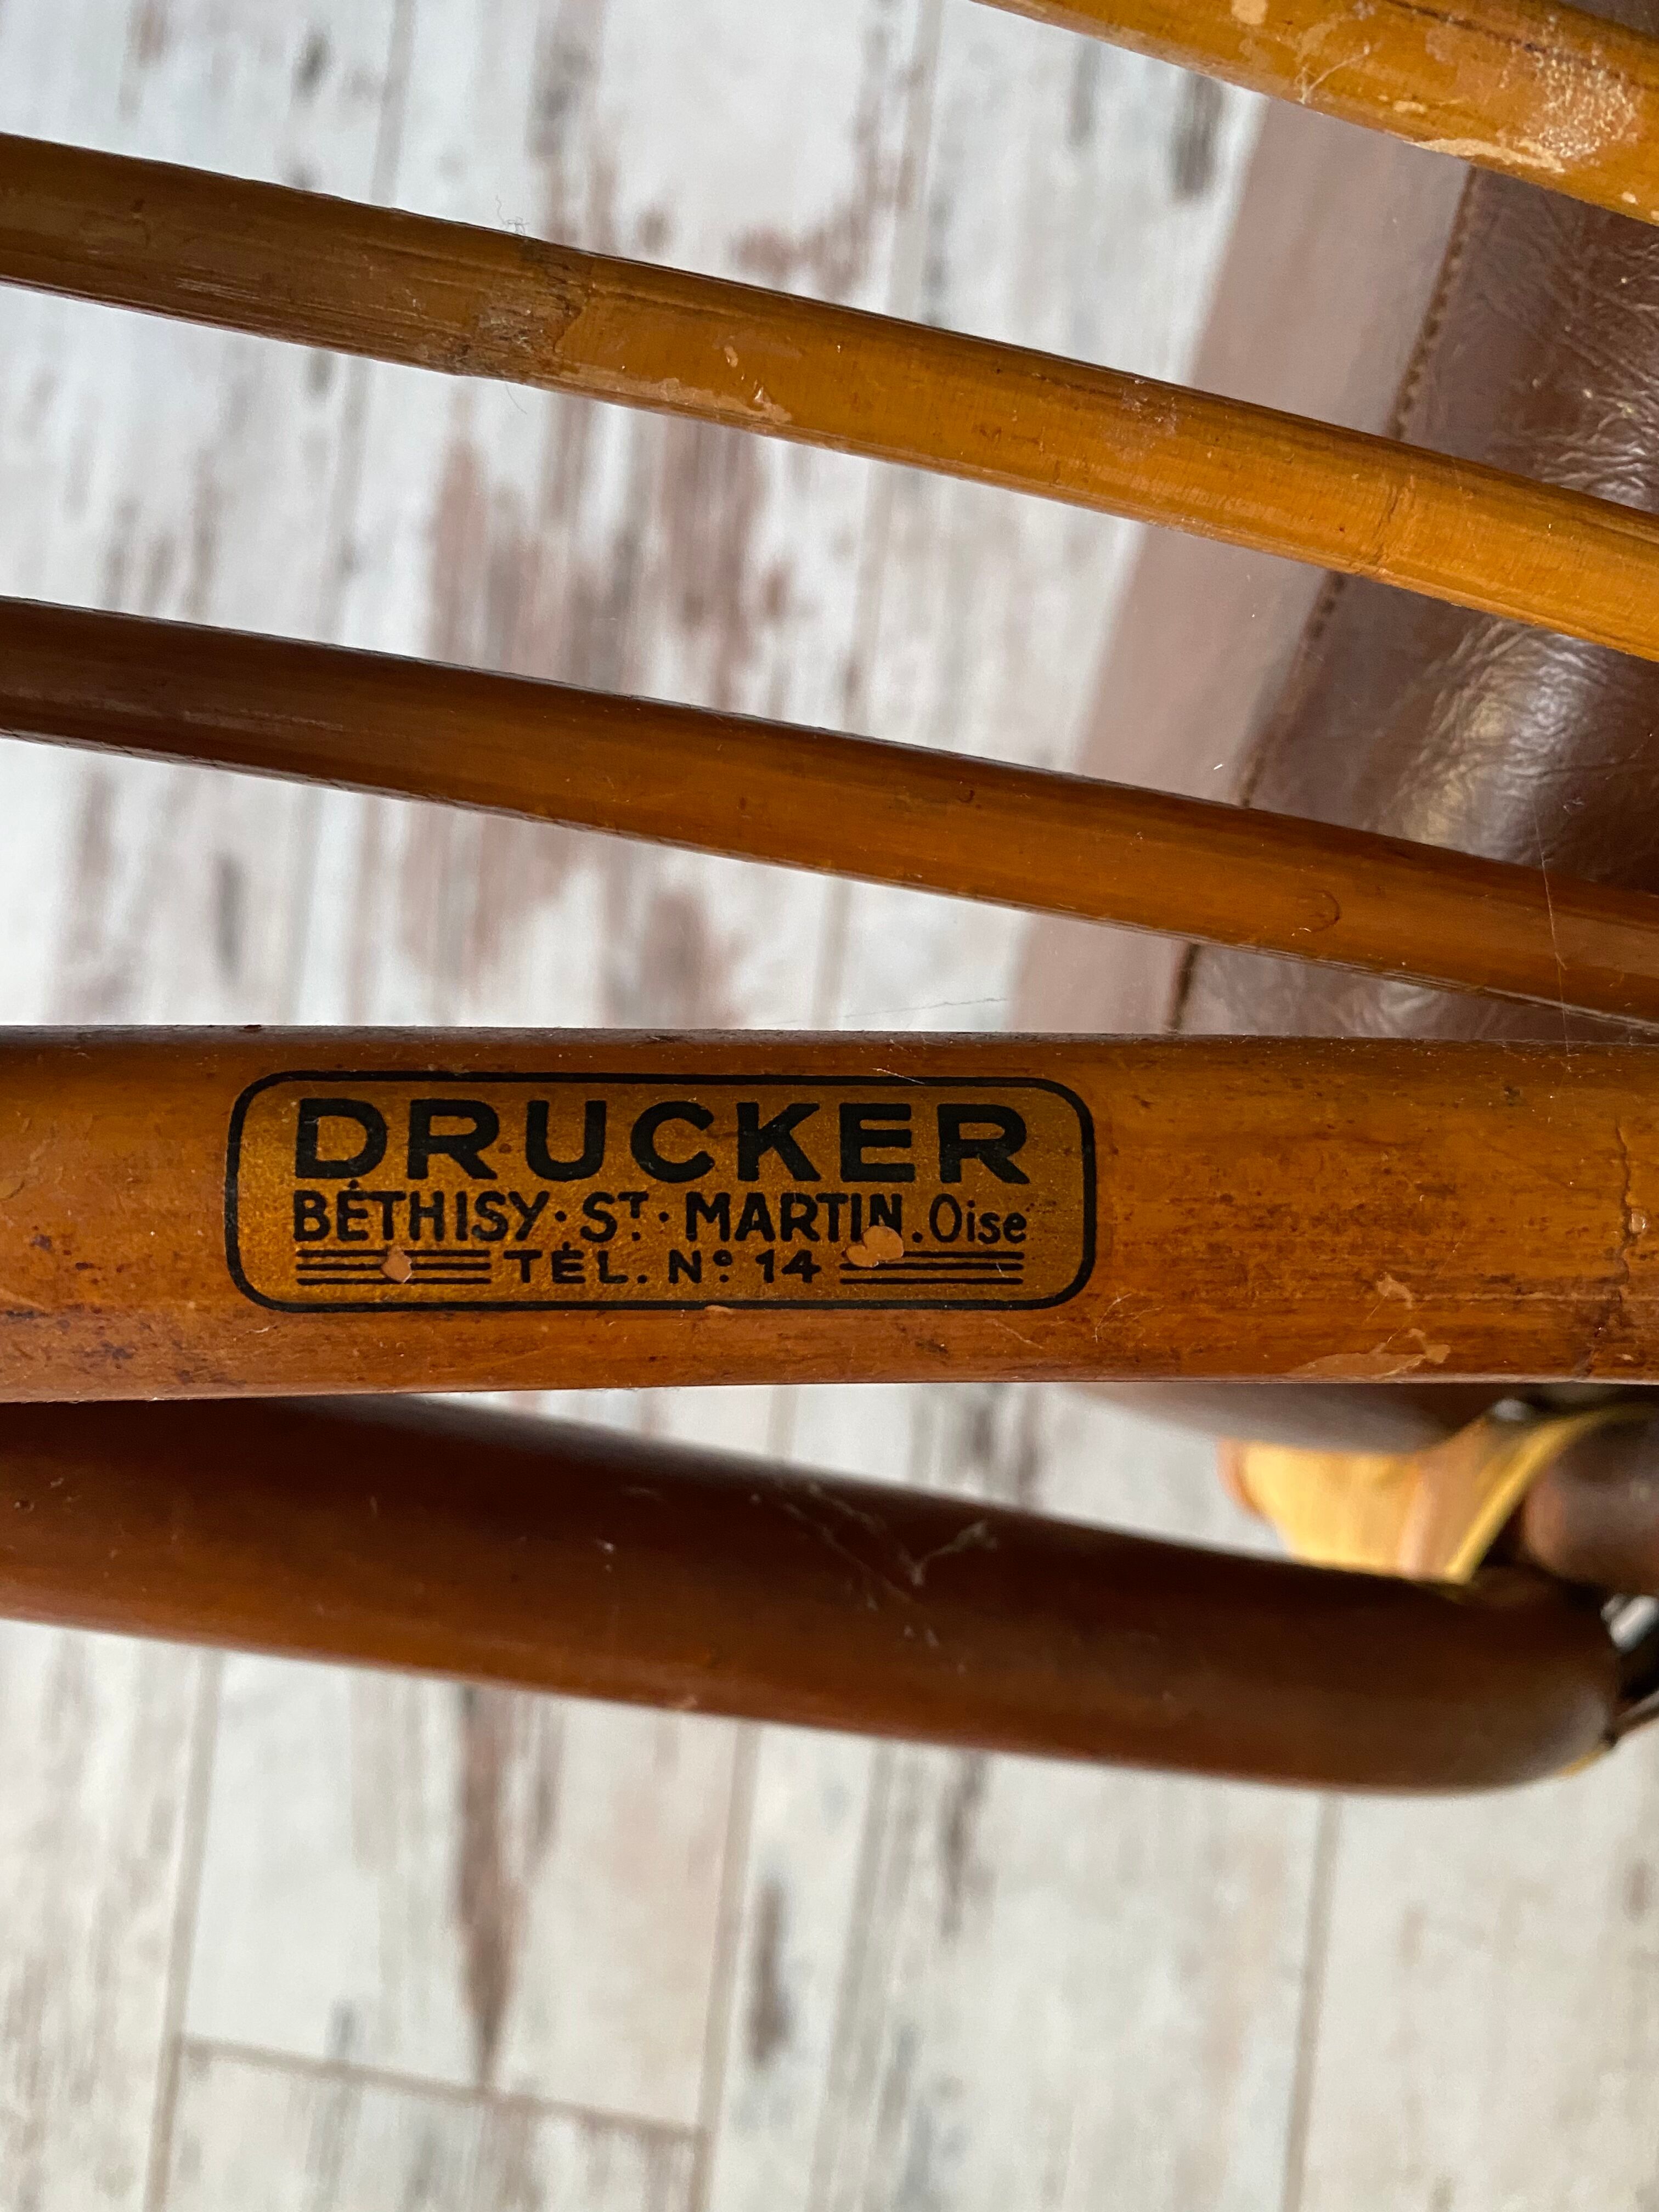 DRUCKER
BÉTHISY·ST·MARTIN.Oise
TÉL. N° 14